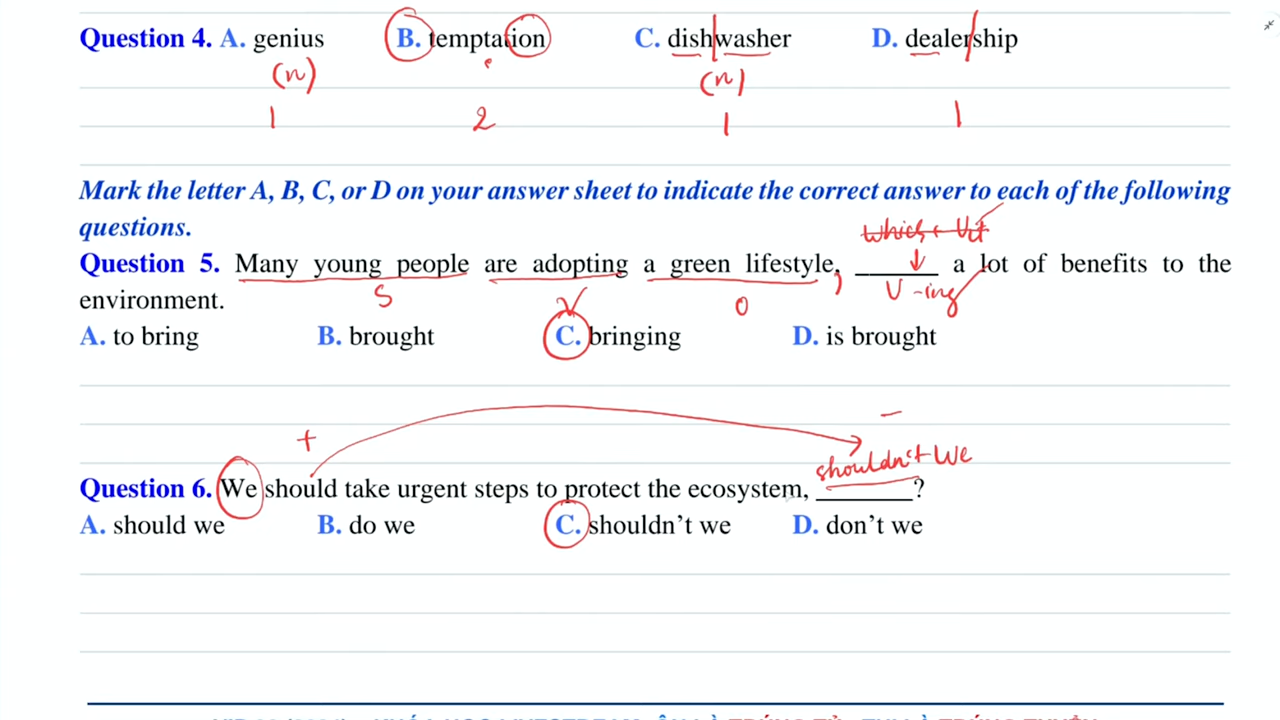 Question 4. A. genius B. temptation C. dishwasher D. dealership
(n) (n)
1 2 1 1
Mark the letter A, B, C, or D on your answer sheet to indicate the correct answer to each of the following
questions.
which + V
Question 5. Many young people are adopting a green lifestyle, ______ a lot of benefits to the
S V O V-ing
environment.
A. to bring B. brought C. bringing D. is brought
+ −
shouldn't we
Question 6. We should take urgent steps to protect the ecosystem, _______?
A. should we B. do we C. shouldn't we D. don't we